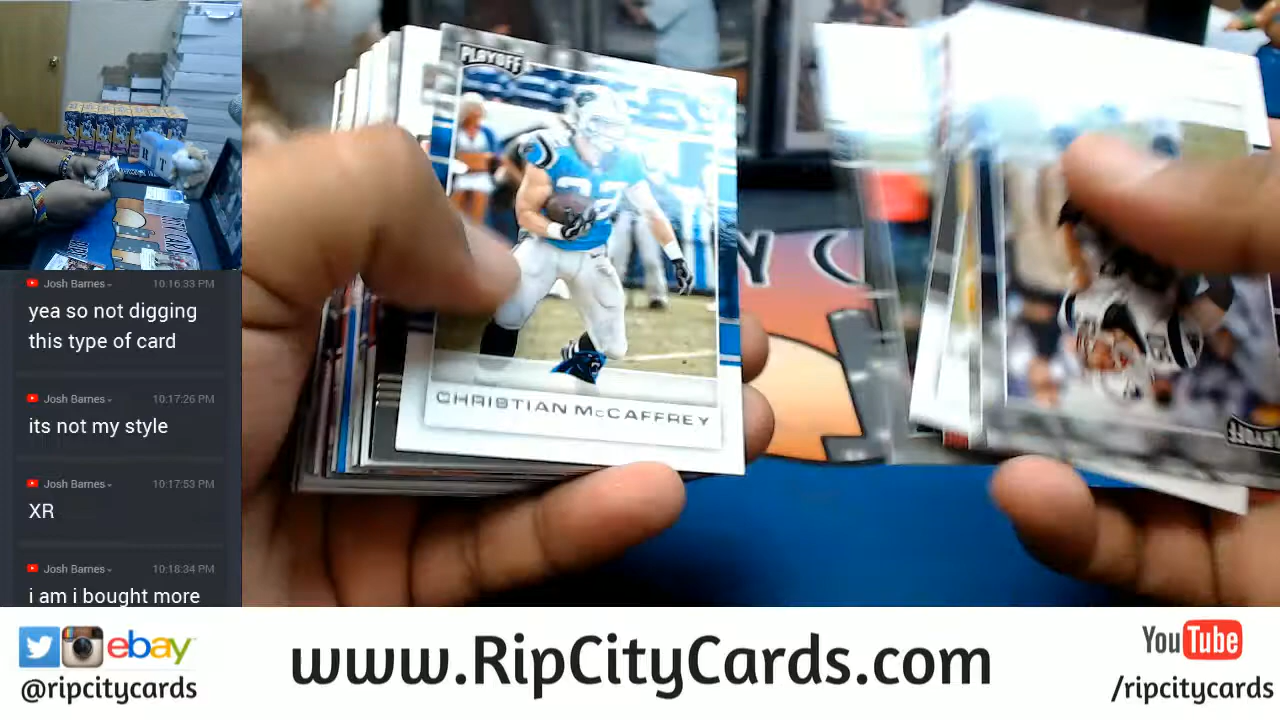 Josh Barnes 10:16:33 PM
yea so not digging
this type of card
Josh Barnes 10:17:26 PM
its not my style
Josh Barnes 10:17:53 PM
XR
Josh Barnes 10:18:34 PM
i am i bought more
PLAYOFF
CHRISTIAN McCAFFREY
PLAYOFF
Y C
ebay
@ripcitycards
www.RipCityCards.com
YouTube
/ripcitycards